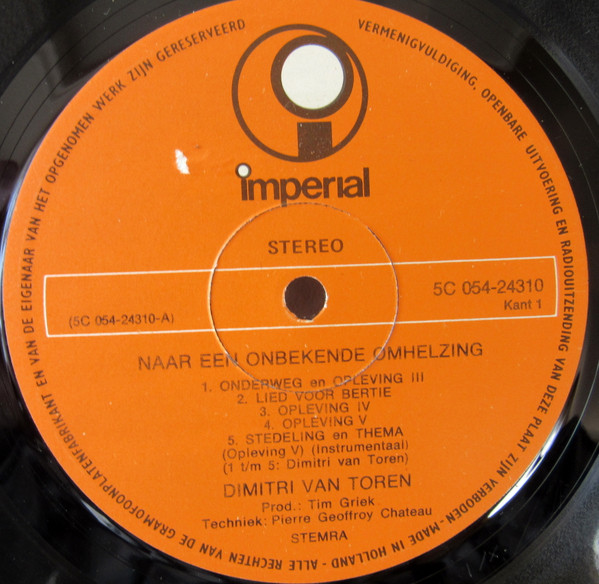 VERMENIGVULDIGING, OPENBARE UITVOERING EN RADIOUITZENDING VAN DEZE PLAAT ZIJN VERBODEN - MADE IN HOLLAND - ALLE RECHTEN VAN DE GRAMOFOONPLATENFABRIKANT EN VAN DE EIGENAAR VAN HET OPGENOMEN WERK ZIJN GERESERVEERD
imperial
STEREO
(5C 054-24310-A)
5C 054-24310
Kant 1
NAAR EEN ONBEKENDE OMHELZING
1. ONDERWEG en OPLEVING III
2. LIED VOOR BERTIE
3. OPLEVING IV
4. OPLEVING V
5. STEDELING en THEMA
(Opleving V) (Instrumentaal)
(1 t/m 5: Dimitri van Toren)
DIMITRI VAN TOREN
Prod.: Tim Griek
Techniek: Pierre Geoffroy Chateau
STEMRA